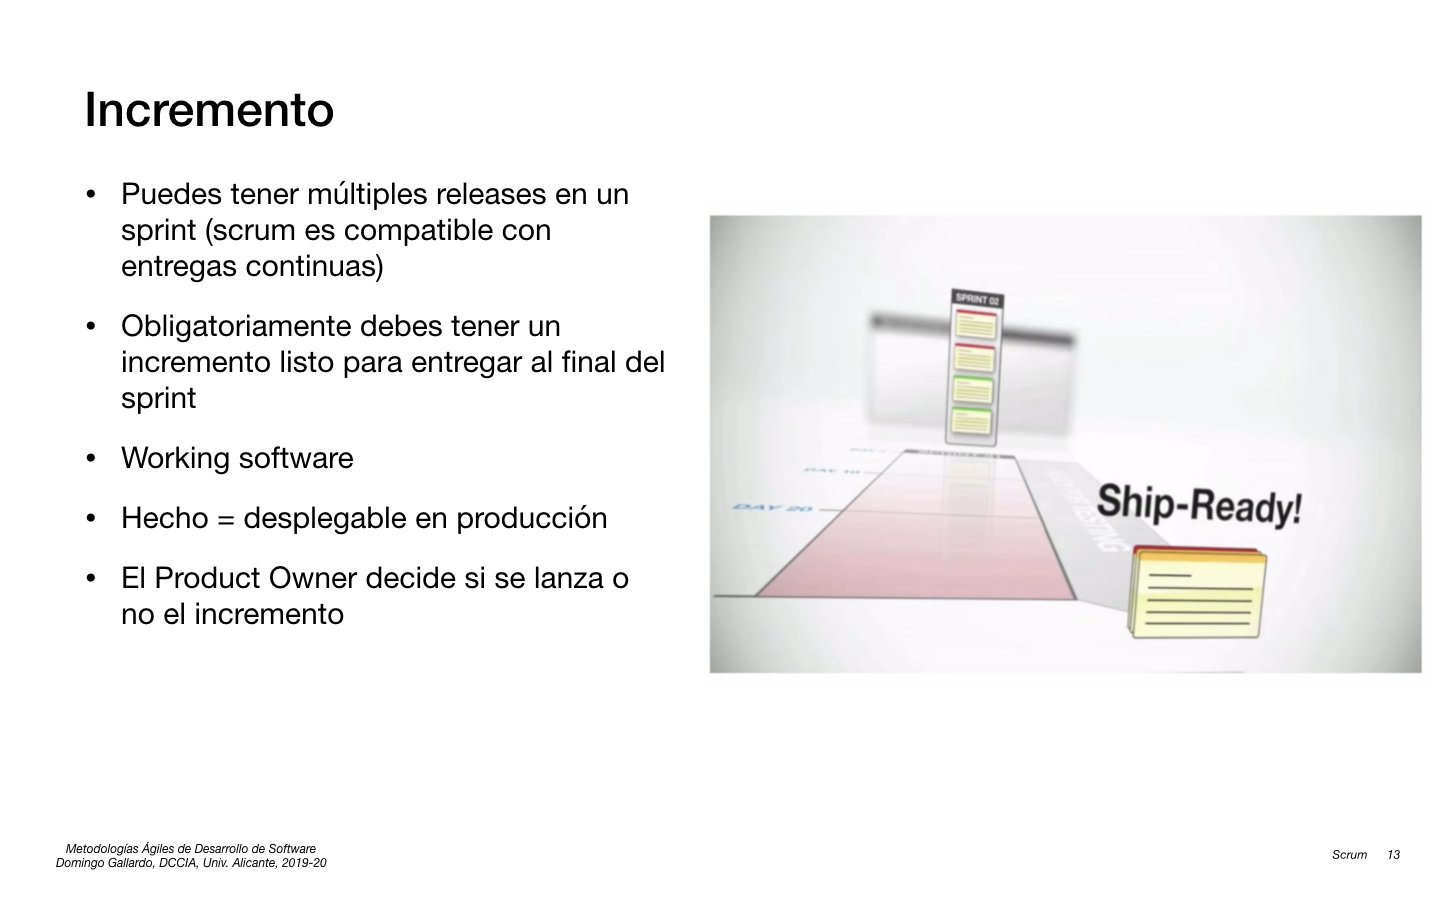 Incremento
• Puedes tener múltiples releases en un
sprint (scrum es compatible con
entregas continuas)
• Obligatoriamente debes tener un
incremento listo para entregar al final del
sprint
• Working software
• Hecho = desplegable en producción
• El Product Owner decide si se lanza o
no el incremento
SPRINT 02
DAY 10
DAY 20
Ship-Ready!
Metodologías Ágiles de Desarrollo de Software
Domingo Gallardo, DCCIA, Univ. Alicante, 2019-20
Scrum 13